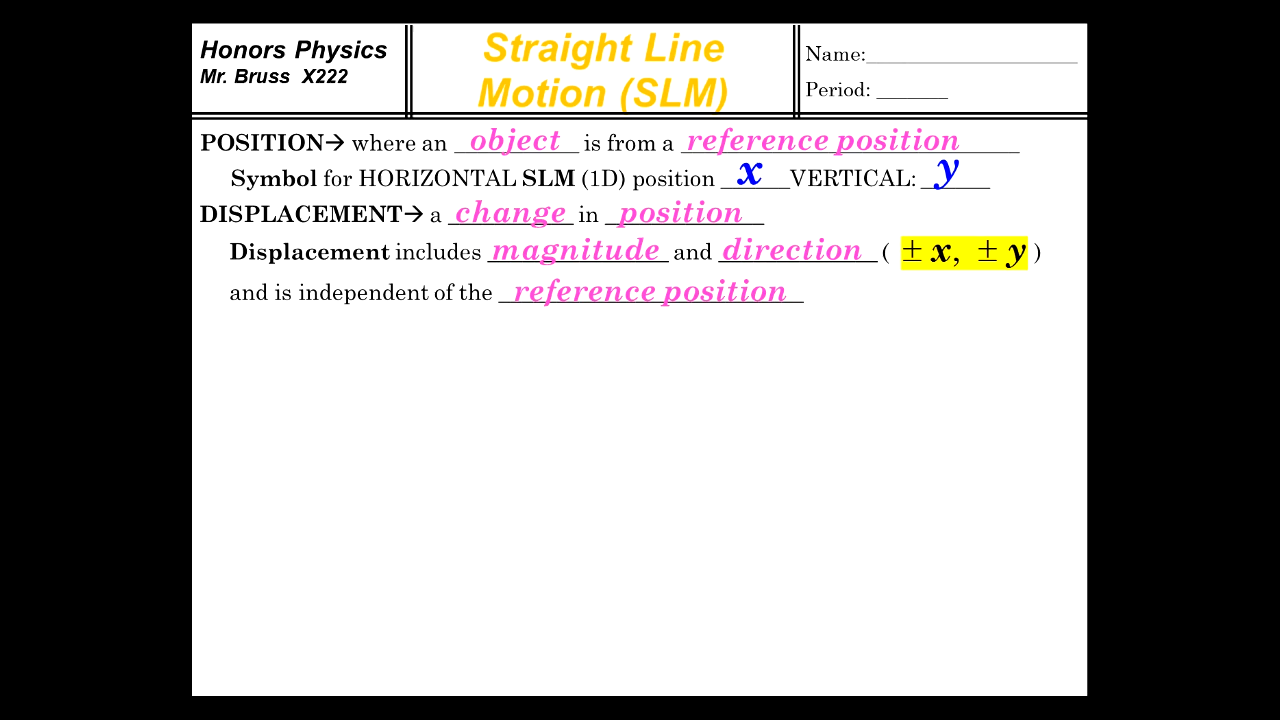 Honors Physics
Mr. Bruss X222
Straight Line
Motion (SLM)
Name:____________________
Period: _______
POSITION→ where an object is from a reference position
Symbol for HORIZONTAL SLM (1D) position x VERTICAL: y
DISPLACEMENT→ a change in position
Displacement includes magnitude and direction ( ± x, ± y )
and is independent of the reference position